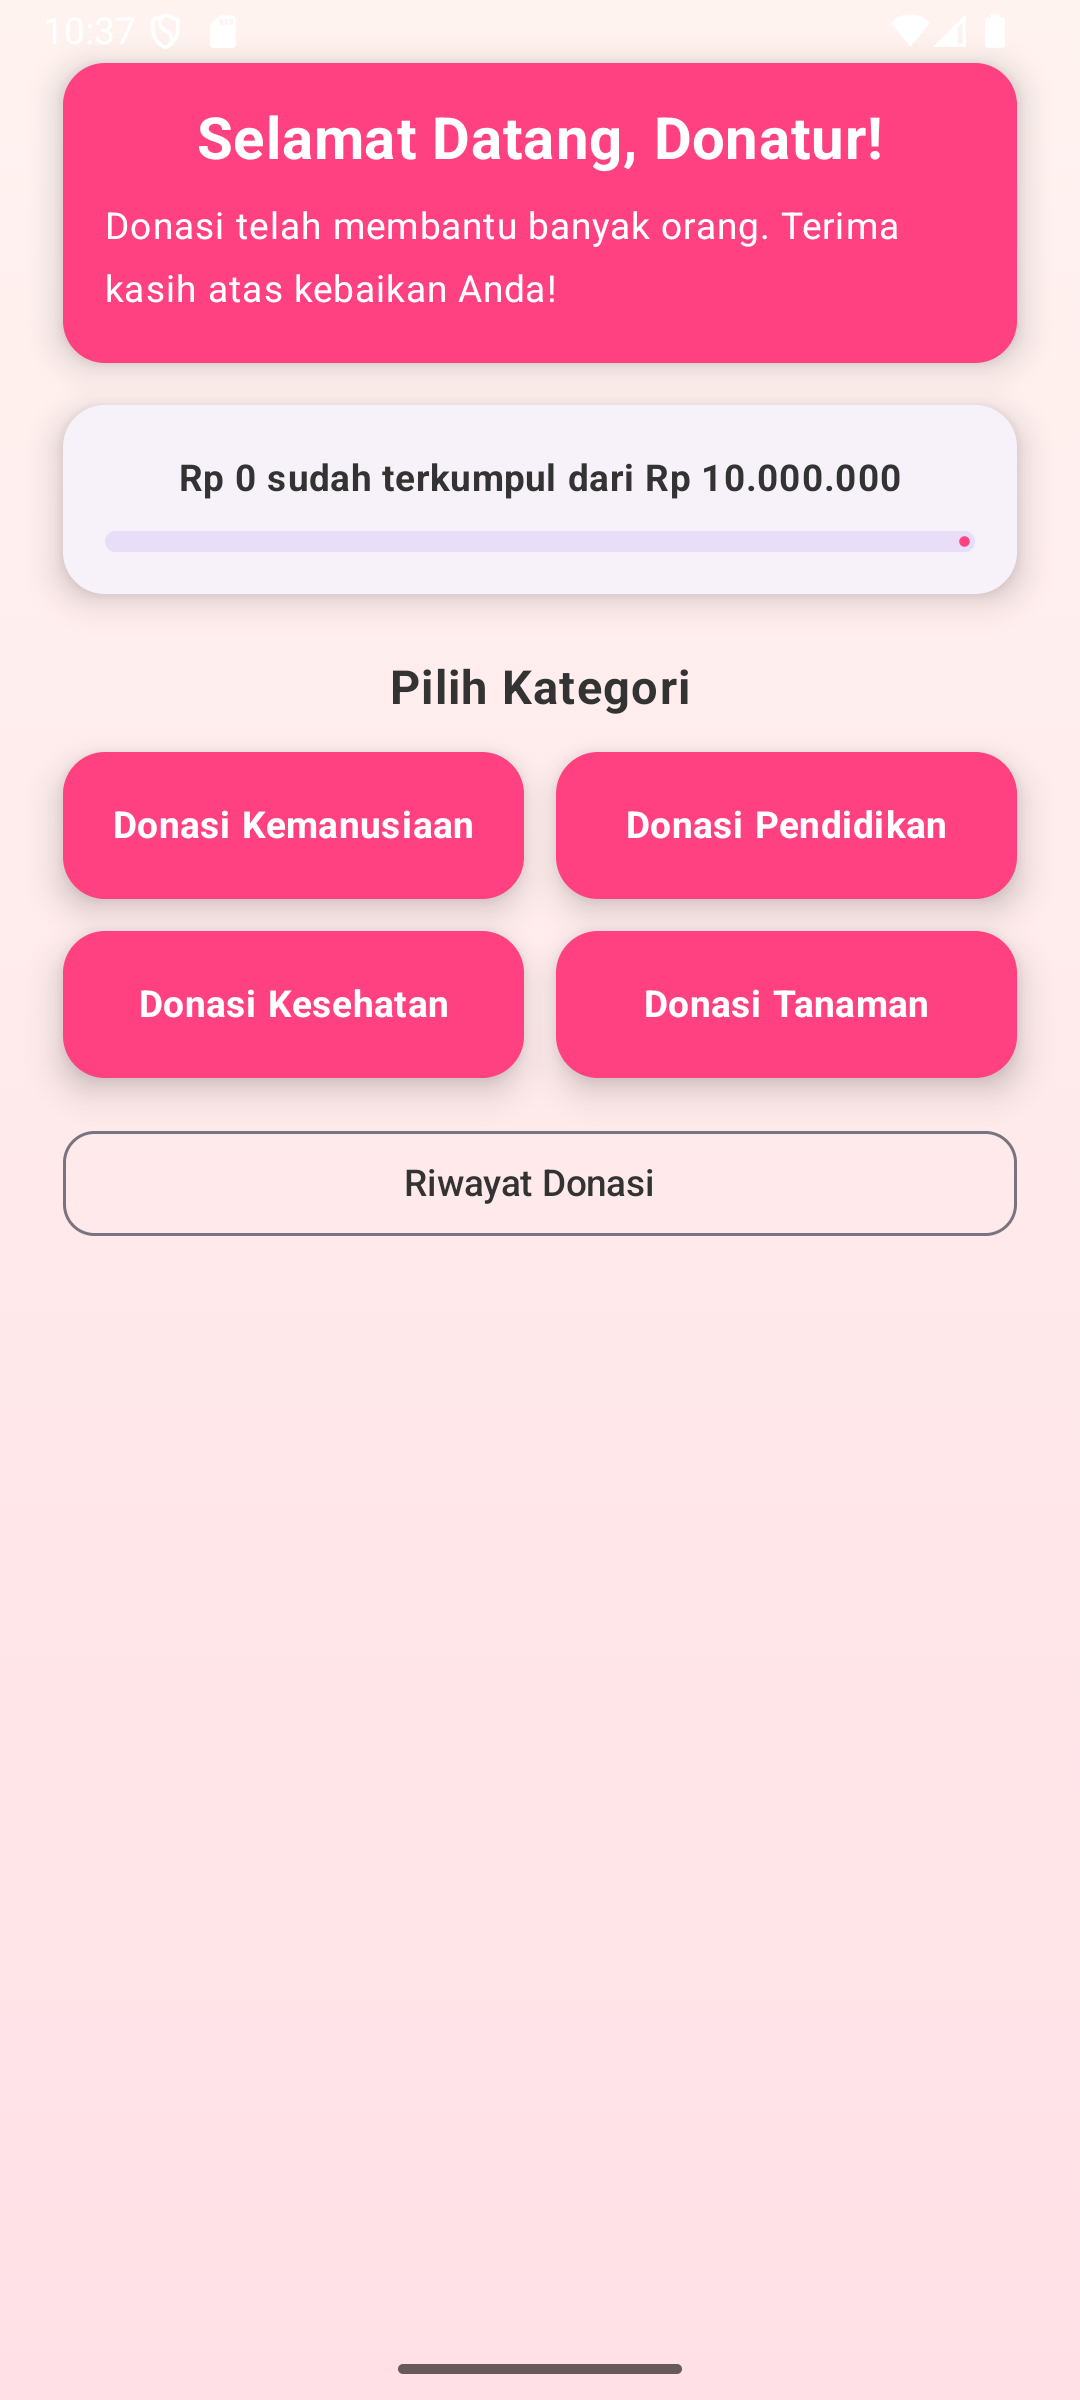 10:37
Selamat Datang, Donatur!
Donasi telah membantu banyak orang. Terima
kasih atas kebaikan Anda!
Rp 0 sudah terkumpul dari Rp 10.000.000
Pilih Kategori
Donasi Kemanusiaan
Donasi Pendidikan
Donasi Kesehatan
Donasi Tanaman
Riwayat Donasi